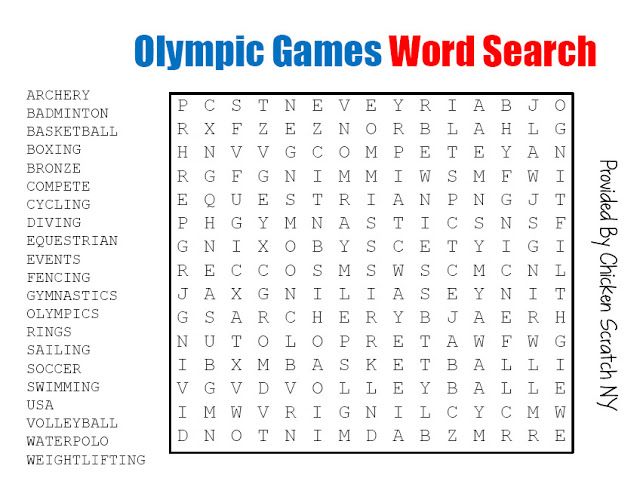 Olympic Games Word Search
ARCHERY
BADMINTON
BASKETBALL
BOXING
BRONZE
COMPETE
CYCLING
DIVING
EQUESTRIAN
EVENTS
FENCING
GYMNASTICS
OLYMPICS
RINGS
SAILING
SOCCER
SWIMMING
USA
VOLLEYBALL
WATERPOLO
WEIGHTLIFTING
P C S T N E V E Y R I A B J O
R X F Z E Z N O R B L A H L G
H N V V G C O M P E T E Y A N
R G F G N I M M I W S M F W I
E Q U E S T R I A N P N G J T
P H G Y M N A S T I C S N S F
G N I X O B Y S C E T Y I G I
R E C C O S M S W S C M C N L
J A X G N I L I A S E Y N I T
G S A R C H E R Y B J A E R H
N U T O L O P R E T A W F W G
I B X M B A S K E T B A L L I
V G V D V O L L E Y B A L L E
I M W V R I G N I L C Y C M W
D N O T N I M D A B Z M R R E
Provided By Chicken Scratch NY